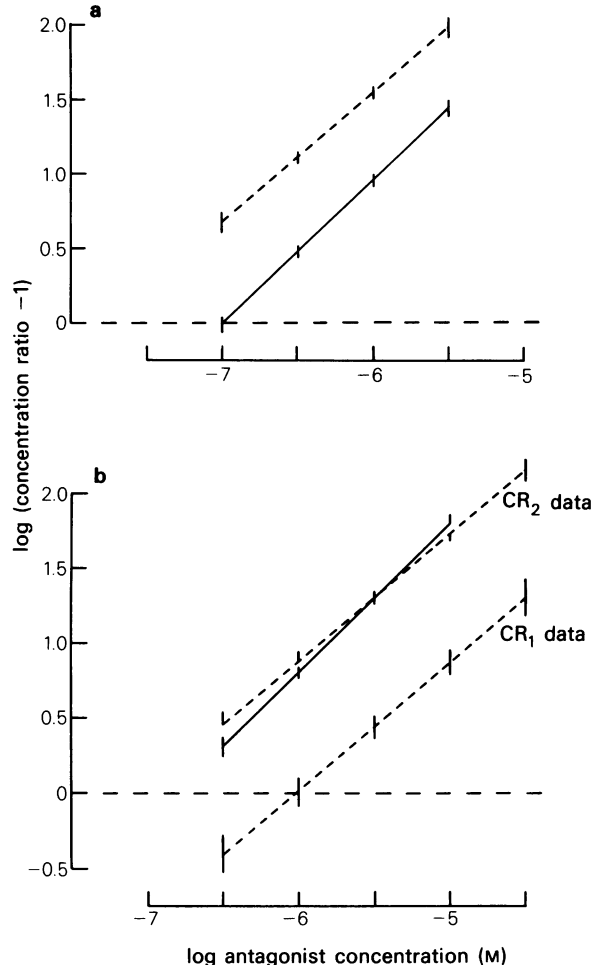 a
2.0
1.5
1.0
0.5
0
−7
−6
−5
log (concentration ratio −1)
b
2.0
1.5
1.0
0.5
0
−0.5
CR2 data
CR1 data
−7
−6
−5
log antagonist concentration (M)